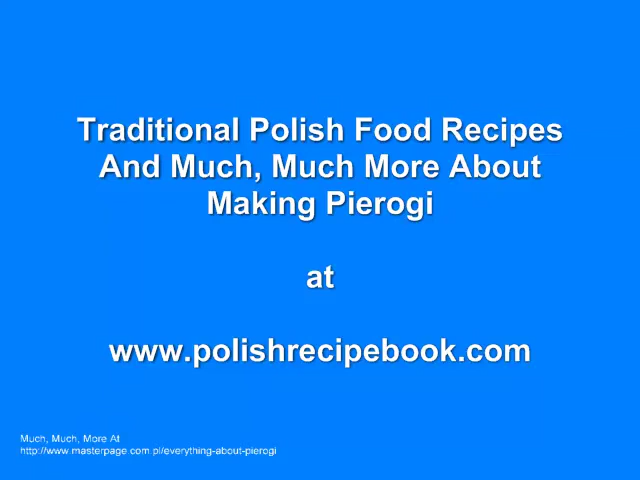 Traditional Polish Food Recipes
And Much, Much More About
Making Pierogi
at
www.polishrecipebook.com
Much, Much, More At
http://www.masterpage.com.pl/everything-about-pierogi